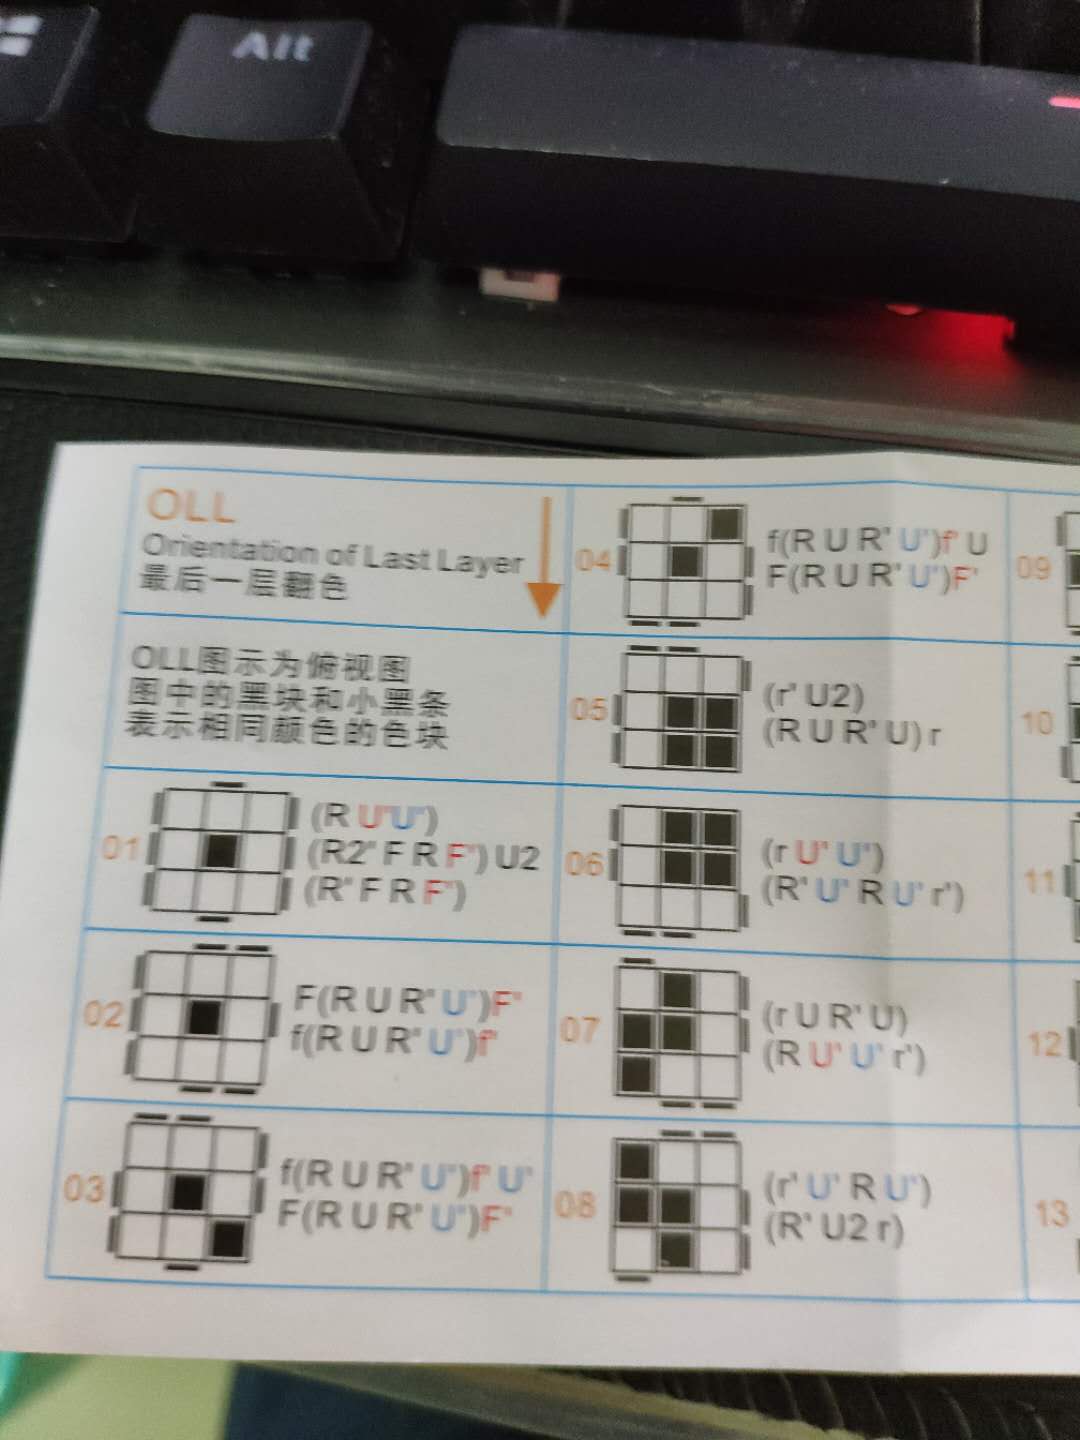 Alt
OLL
Orientation of Last Layer
最后一层翻色
OLL图示为俯视图
图中的黑块和小黑条
表示相同颜色的色块
01
(R U'U')
(R2' F R F') U2
(R' F R F')
02
F(R U R' U')F'
f(R U R' U')f'
03
f(R U R' U')f' U'
F(R U R' U')F'
04
f(R U R' U')f' U
F(R U R' U')F'
05
(r' U2)
(R U R' U) r
06
(r U' U')
(R' U' R U' r')
07
(r U R' U)
(R U' U' r')
08
(r' U' R U')
(R' U2 r)
09
10
11
12
13